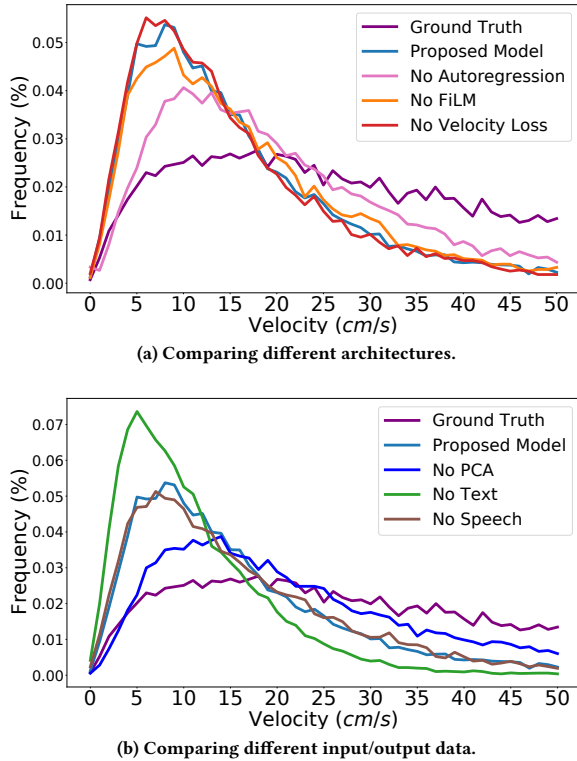 Ground Truth
Proposed Model
No Autoregression
No FiLM
No Velocity Loss
Frequency (%)
0.05
0.04
0.03
0.02
0.01
0.00
0 5 10 15 20 25 30 35 40 45 50
Velocity (cm/s)
(a) Comparing different architectures.
Ground Truth
Proposed Model
No PCA
No Text
No Speech
Frequency (%)
0.07
0.06
0.05
0.04
0.03
0.02
0.01
0.00
0 5 10 15 20 25 30 35 40 45 50
Velocity (cm/s)
(b) Comparing different input/output data.